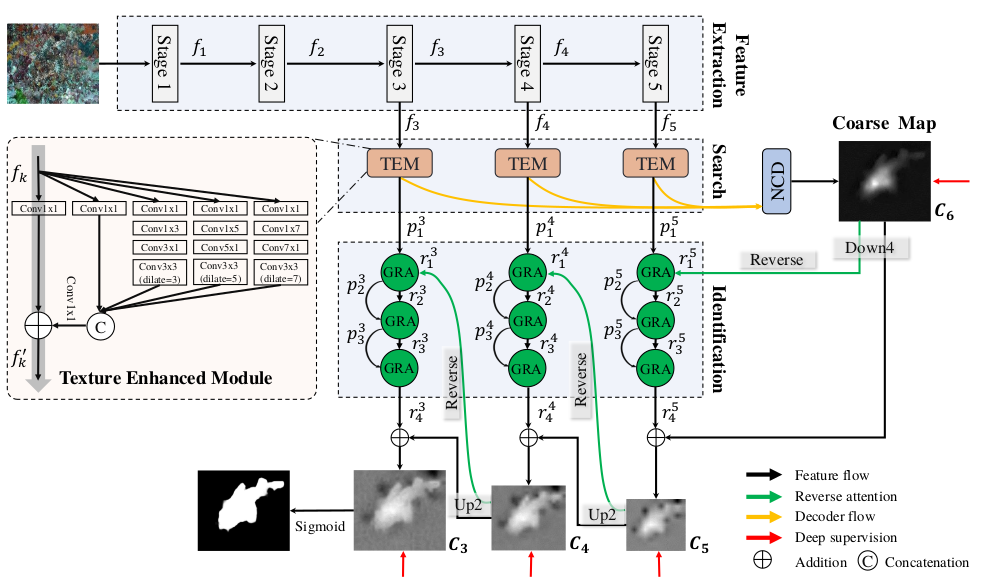 Stage 1
f₁
Stage 2
f₂
Stage 3
f₃
Stage 4
f₄
Stage 5
Feature
Extraction
f₃
f₄
f₅
TEM
TEM
TEM
Search
NCD
Coarse Map
C₆
f_k
Conv1x1
Conv1x1
Conv1x1
Conv1x1
Conv1x1
Conv1x3
Conv1x5
Conv1x7
Conv3x1
Conv5x1
Conv7x1
Conv3x3
(dilate=3)
Conv3x3
(dilate=5)
Conv3x3
(dilate=7)
Conv1x1
C
f′_k
Texture Enhanced Module
p₁³
p₁⁴
p₁⁵
Down4
Reverse
GRA
r₁³
GRA
r₁⁴
GRA
r₁⁵
p₂³
r₂³
p₂⁴
r₂⁴
p₂⁵
r₂⁵
GRA
GRA
GRA
p₃³
r₃³
p₃⁴
r₃⁴
p₃⁵
r₃⁵
GRA
GRA
GRA
Identification
Reverse
Reverse
r₄³
r₄⁴
r₄⁵
Up2
Up2
Sigmoid
C₃
C₄
C₅
Feature flow
Reverse attention
Decoder flow
Deep supervision
Addition
C Concatenation